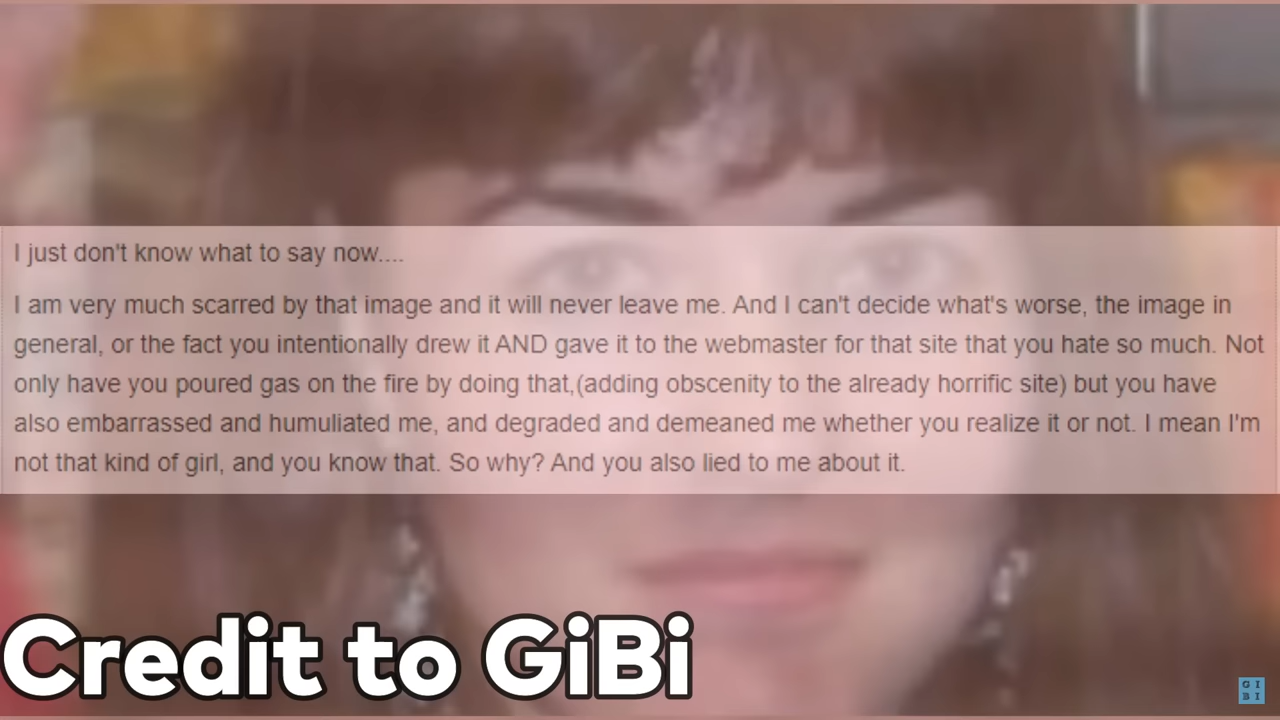 I just don't know what to say now....
I am very much scarred by that image and it will never leave me. And I can't decide what's worse, the image in
general, or the fact you intentionally drew it AND gave it to the webmaster for that site that you hate so much. Not
only have you poured gas on the fire by doing that,(adding obscenity to the already horrific site) but you have
also embarrassed and humuliated me, and degraded and demeaned me whether you realize it or not. I mean I'm
not that kind of girl, and you know that. So why? And you also lied to me about it.
Credit to GiBi
G I
B I